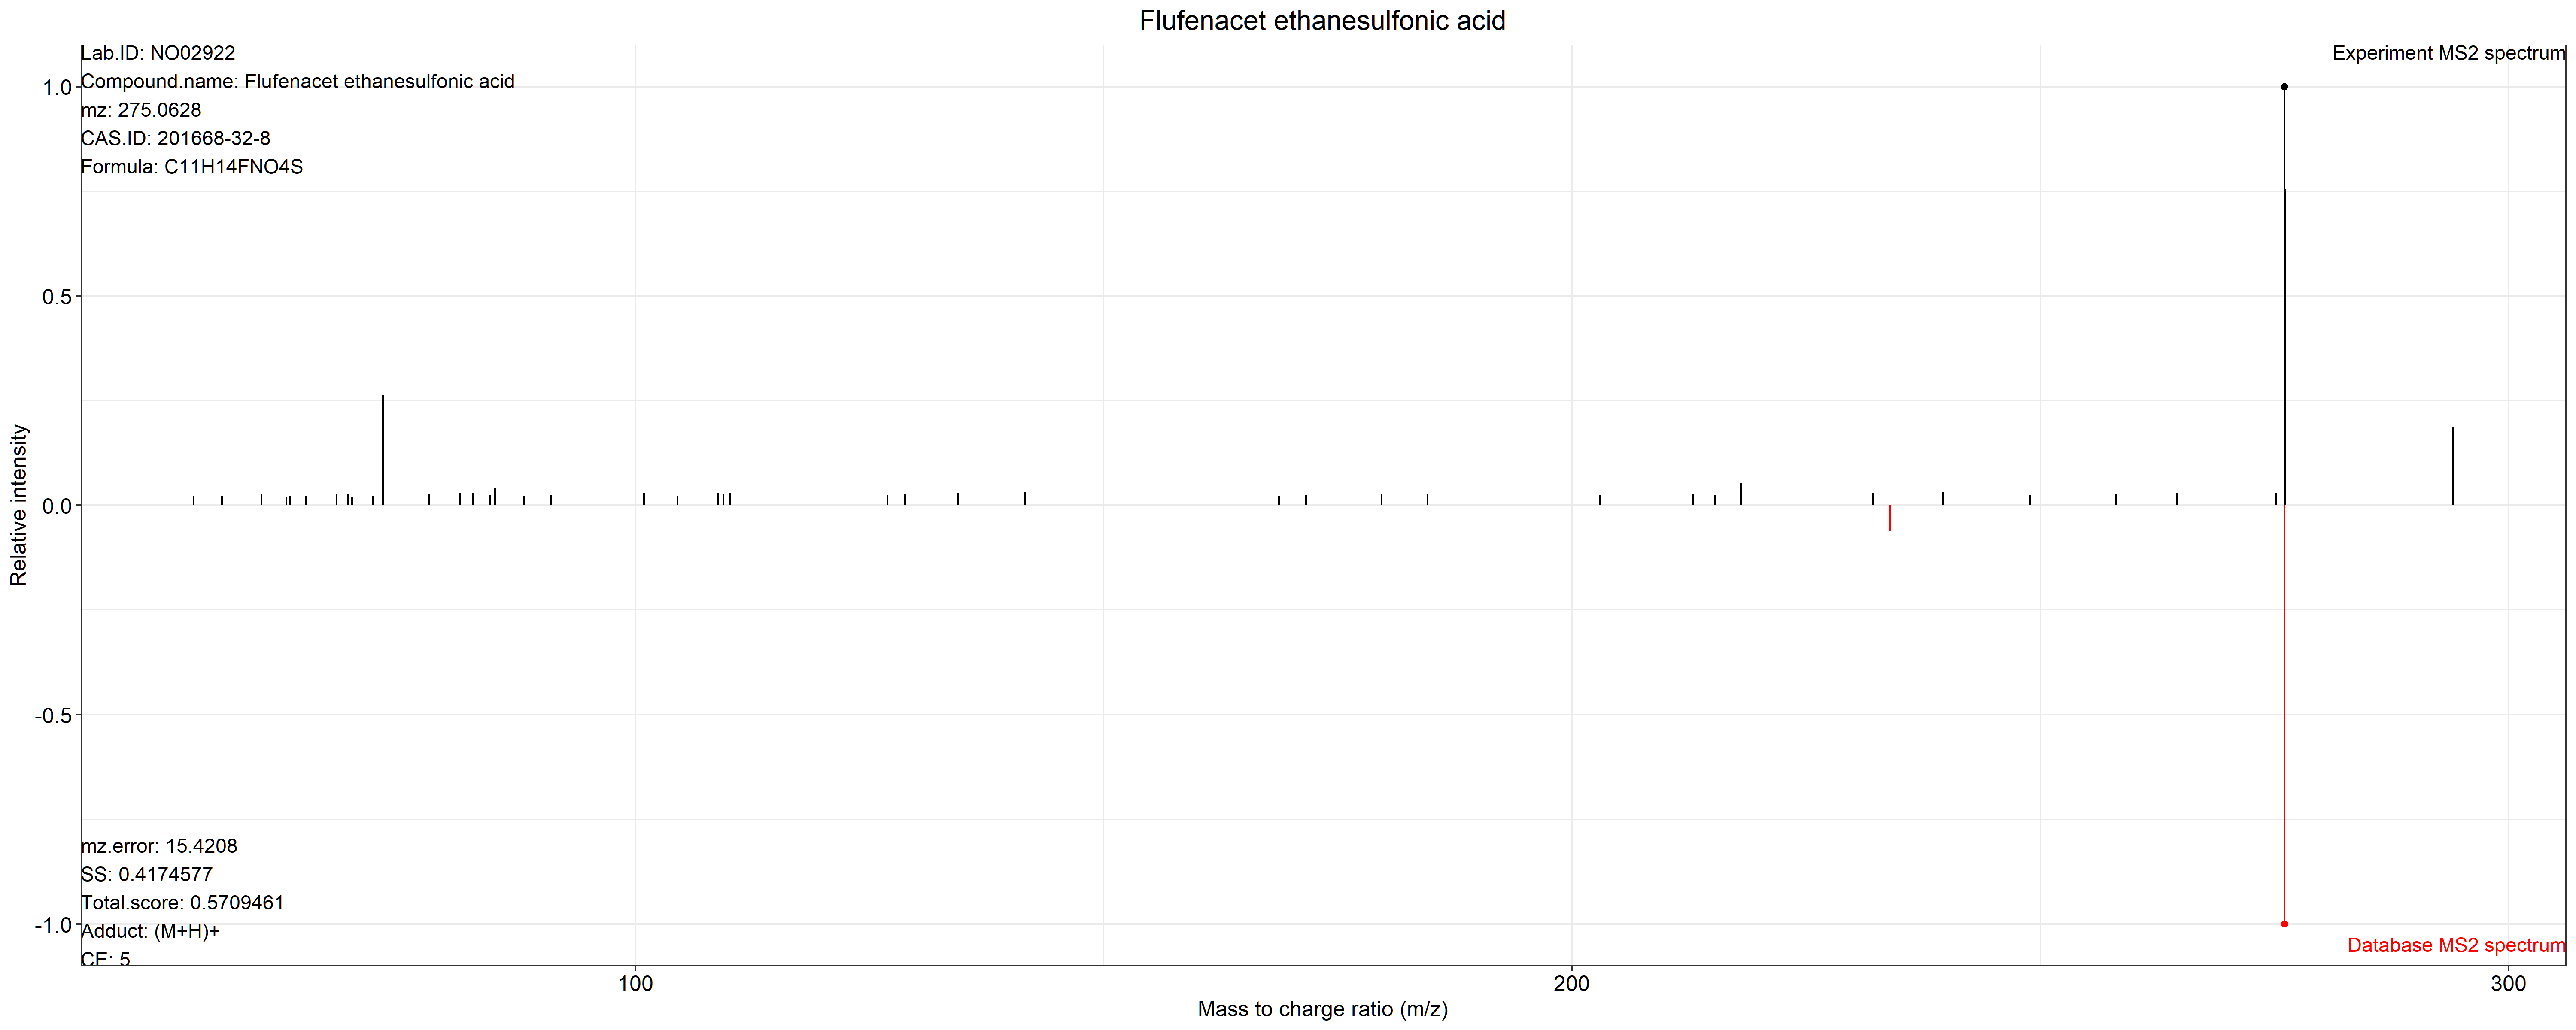 Flufenacet ethanesulfonic acid
Lab.ID: NO02922
Experiment MS2 spectrum
Compound.name: Flufenacet ethanesulfonic acid
mz: 275.0628
CAS.ID: 201668-32-8
Formula: C11H14FNO4S
1.0
0.5
0.0
-0.5
-1.0
Relative intensity
mz.error: 15.4208
SS: 0.4174577
Total.score: 0.5709461
Adduct: (M+H)+
CE: 5
Database MS2 spectrum
100
200
300
Mass to charge ratio (m/z)